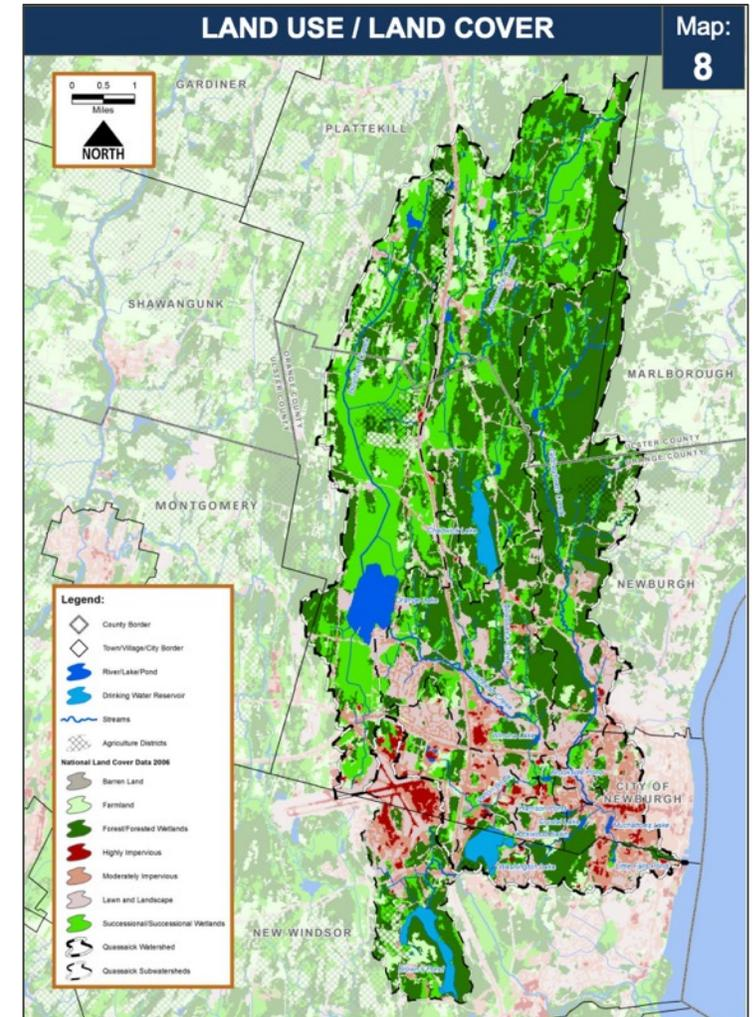 LAND USE / LAND COVER
Map:
8
0 0.5 1
Miles
NORTH
GARDINER
PLATTEKILL
SHAWANGUNK
ORANGE COUNTY
ULSTER COUNTY
MARLBOROUGH
ULSTER COUNTY
ORANGE COUNTY
MONTGOMERY
NEWBURGH
CITY OF
NEWBURGH
NEW WINDSOR
Legend:
County Border
Town/Village/City Border
River/Lake/Pond
Drinking Water Reservoir
Streams
Agriculture Districts
National Land Cover Data 2006
Barren Land
Farmland
Forest/Forested Wetlands
Highly Impervious
Moderately Impervious
Lawn and Landscape
Successional/Successional Wetlands
Quassaick Watershed
Quassaick Subwatersheds